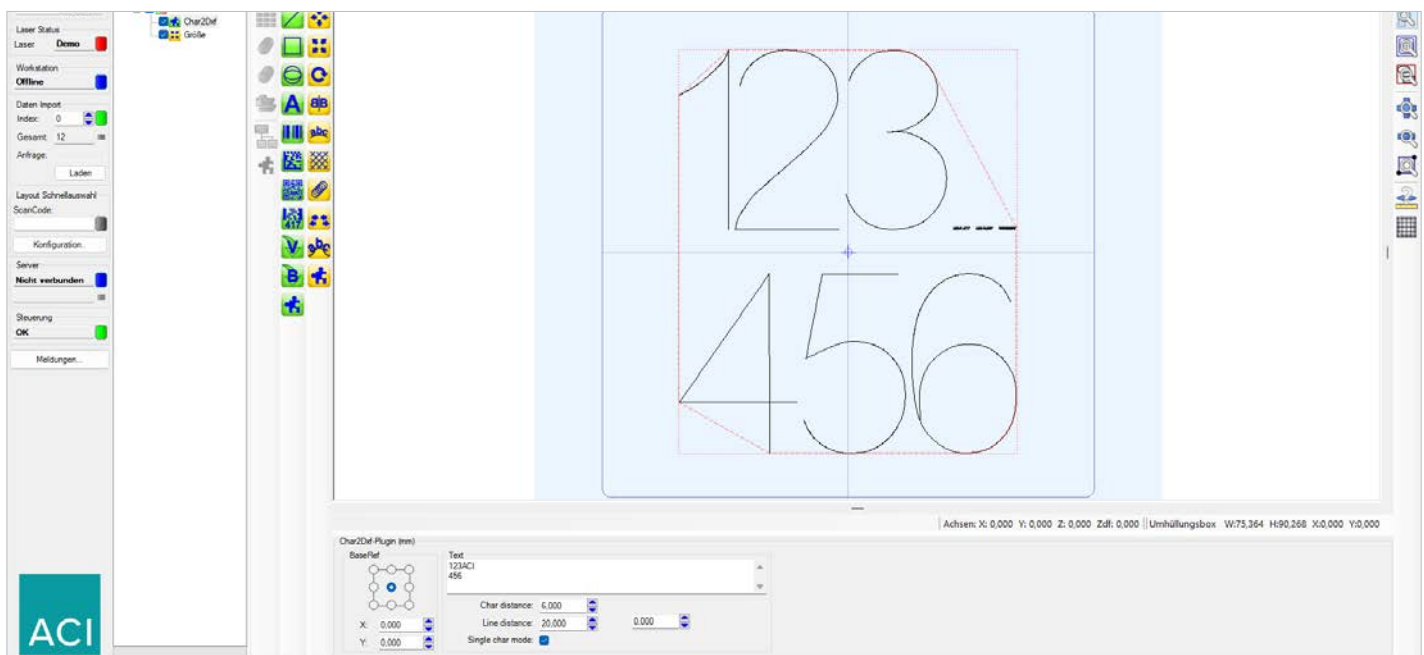 Laser Status
Laser Demo
Workstation
Offline
Daten Import
Index: 0
Gesamt: 12
Anfrage:
Laden
Layout Schnellauswahl
ScanCode:
Konfiguration...
Server
Nicht verbunden
Steuerung
OK
Meldungen...
ACI
Char2Dxf
Größe
A
a|B
abc
417
V
abc
B
123
456
Achsen: X: 0,000 Y: 0,000 Z: 0,000 Zdf: 0,000 Umhüllungsbox W:75,364 H:90,268 X:0,000 Y:0,000
Char2Dxf-Plugin (mm)
BaseRef
X: 0.000
Y: 0.000
Text
123ACI
456
Char distance: 6.000
Line distance: 20.000 0.000
Single char mode: